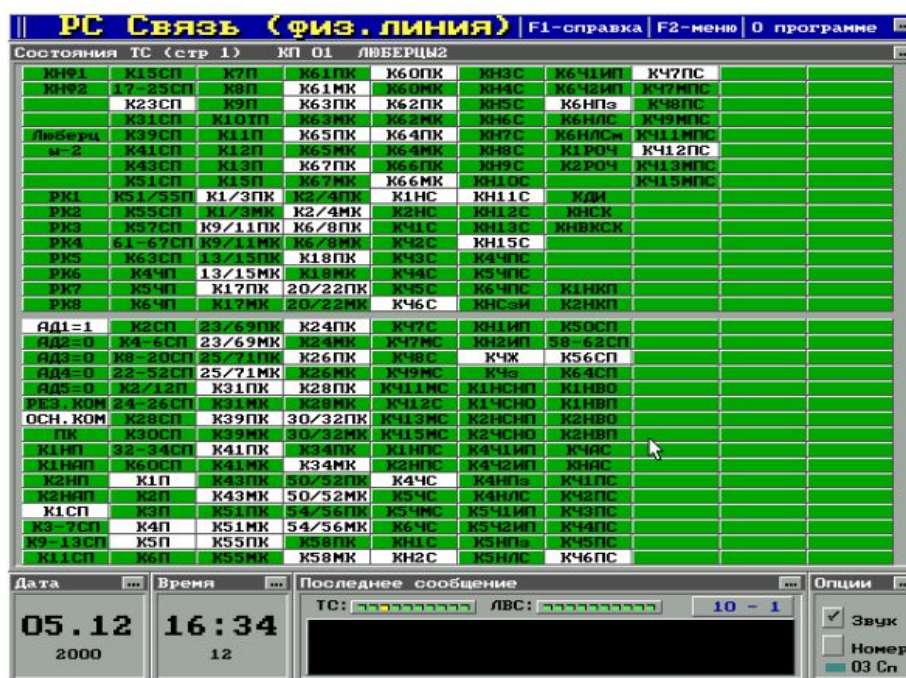 РС Связь (физ.линия) F1-справка F2-меню О программе
Состояния ТС (стр 1) КП 01 ЛЮБЕРЦЫ2
КНФ1 К15СП К7П К61ПК К60ПК КН3С К6Ч1ИП КЧ7ПС
КНФ2 17-25СП К8П К61МК К60МК КН4С К6Ч2ИП КЧ7МПС
К23СП К9П К63ПК К62ПК КН5С К6НПз КЧ8ПС
К31СП К10ТП К63МК К62МК КН6С К6НЛС КЧ9МПС
Люберц К39СП К11П К65ПК К64ПК КН7С К6НЛСм КЧ11МПС
ы-2 К41СП К12П К65МК К64МК КН8С К1РОЧ КЧ12ПС
К43СП К13П К67ПК К66ПК КН9С К2РОЧ КЧ13МПС
К51СП К15П К67МК К66МК КН10С КЧ15МПС
РК1 К51/55П К1/3ПК К2/4ПК К1НС КН11С КДИ
РК2 К55СП К1/3МК К2/4МК К2НС КН12С КНСК
РК3 К57СП К9/11ПК К6/8ПК КЧ1С КН13С КНВКСК
РК4 61-67СП К9/11МК К6/8МК КЧ2С КН15С
РК5 К63СП 13/15ПК К18ПК КЧ3С К4ЧПС
РК6 К4ЧП 13/15МК К18МК КЧ4С К5ЧПС
РК7 К5ЧП К17ПК 20/22ПК КЧ5С К6ЧПС К1НКП
РК8 К6ЧП К17МК 20/22МК КЧ6С КНСзИ К2НКП
АД1=1 К2СП 23/69ПК К24ПК КЧ7С КН1ИП К50СП
АД2=0 К4-6СП 23/69МК К24МК КЧ7МС КН2ИП 58-62СП
АД3=0 К8-20СП 25/71ПК К26ПК КЧ8С КЧЖ К56СП
АД4=0 22-52СП 25/71МК К26МК КЧ9МС КЧз К64СП
АД5=0 К2/12П К31ПК К28ПК КЧ11МС К1НСНП К1НВО
РЕЗ.КОМ 24-26СП К31МК К28МК КЧ12С К1ЧСНО К1НВП
ОСН.КОМ К28СП К39ПК 30/32ПК КЧ13МС К2НСНП К2НВО
ПК К30СП К39МК 30/32МК КЧ15МС К2ЧСНО К2НВП
К1НП 32-34СП К41ПК К34ПК К1НПС К4Ч1ИП КЧАС
К1НАП К60СП К41МК К34МК К2НПС К4Ч2ИП КНАС
К2НП К1П К43ПК 50/52ПК К4ЧС К4НПз КЧ1ПС
К2НАП К2П К43МК 50/52МК К5ЧС К4НЛС КЧ2ПС
К1СП К3П К51ПК 54/56ПК К5ЧМС К5Ч1ИП КЧ3ПС
К3-7СП К4П К51МК 54/56МК К6ЧС К5Ч2ИП КЧ4ПС
К9-13СП К5П К55ПК К58ПК КН1С К5НПз КЧ5ПС
К11СП К6П К55МК К58МК КН2С К5НЛС КЧ6ПС
Дата Время Последнее сообщение Опции
ТС: ЛВС: 10 - 1
05.12 16:34 Звук
2000 12 Номер
03 Сп